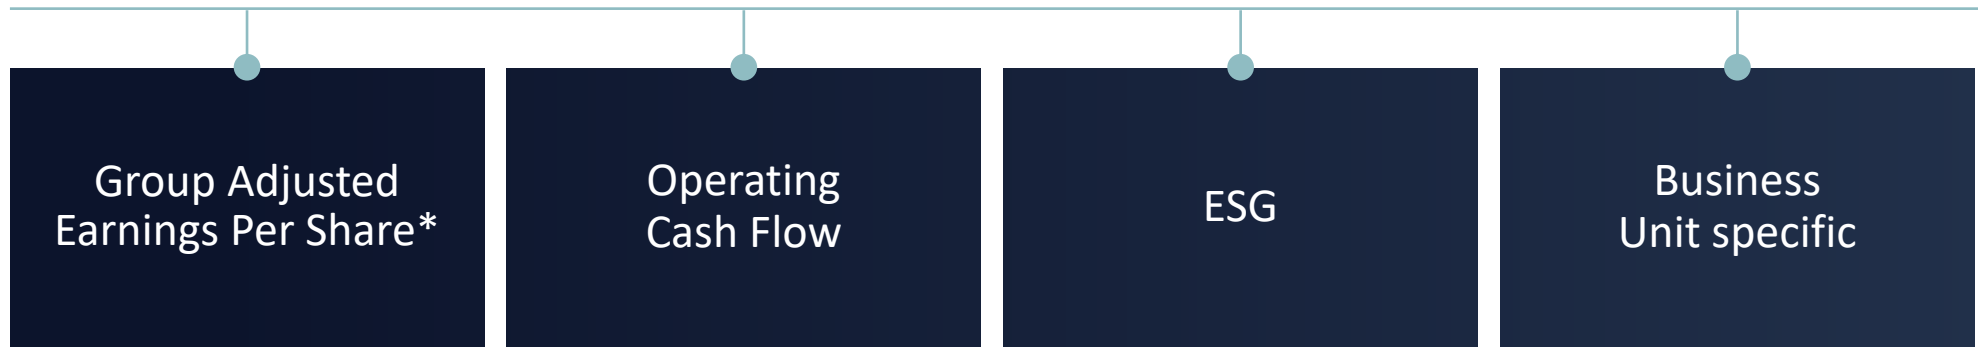 Group Adjusted
Earnings Per Share*
Operating
Cash Flow
ESG
Business
Unit specific